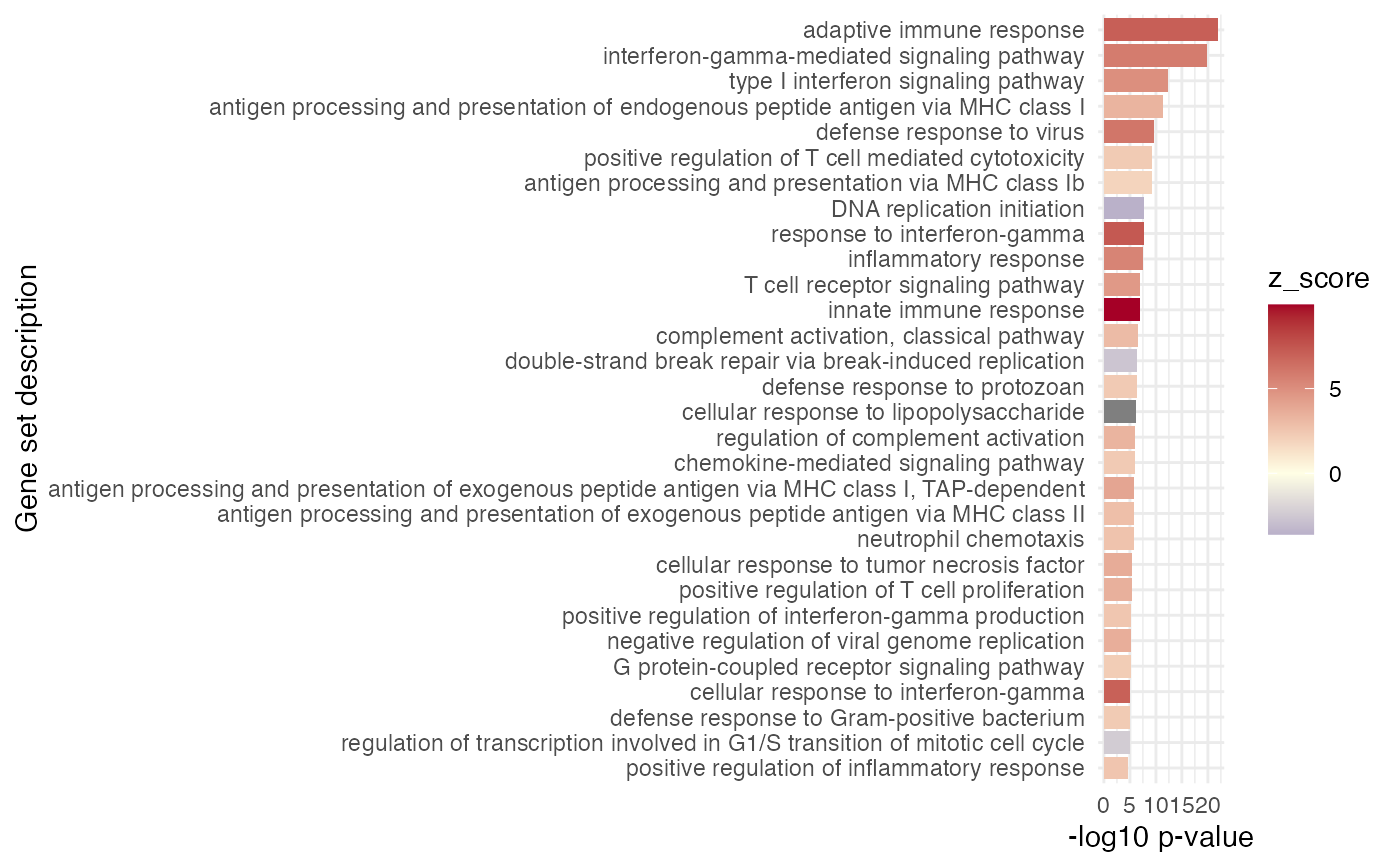 adaptive immune response
interferon-gamma-mediated signaling pathway
type I interferon signaling pathway
antigen processing and presentation of endogenous peptide antigen via MHC class I
defense response to virus
positive regulation of T cell mediated cytotoxicity
antigen processing and presentation via MHC class Ib
DNA replication initiation
response to interferon-gamma
inflammatory response
T cell receptor signaling pathway
innate immune response
complement activation, classical pathway
double-strand break repair via break-induced replication
defense response to protozoan
cellular response to lipopolysaccharide
regulation of complement activation
chemokine-mediated signaling pathway
antigen processing and presentation of exogenous peptide antigen via MHC class I, TAP-dependent
antigen processing and presentation of exogenous peptide antigen via MHC class II
neutrophil chemotaxis
cellular response to tumor necrosis factor
positive regulation of T cell proliferation
positive regulation of interferon-gamma production
negative regulation of viral genome replication
G protein-coupled receptor signaling pathway
cellular response to interferon-gamma
defense response to Gram-positive bacterium
regulation of transcription involved in G1/S transition of mitotic cell cycle
positive regulation of inflammatory response
0 5 10 15 20
-log10 p-value
Gene set description
z_score
5
0